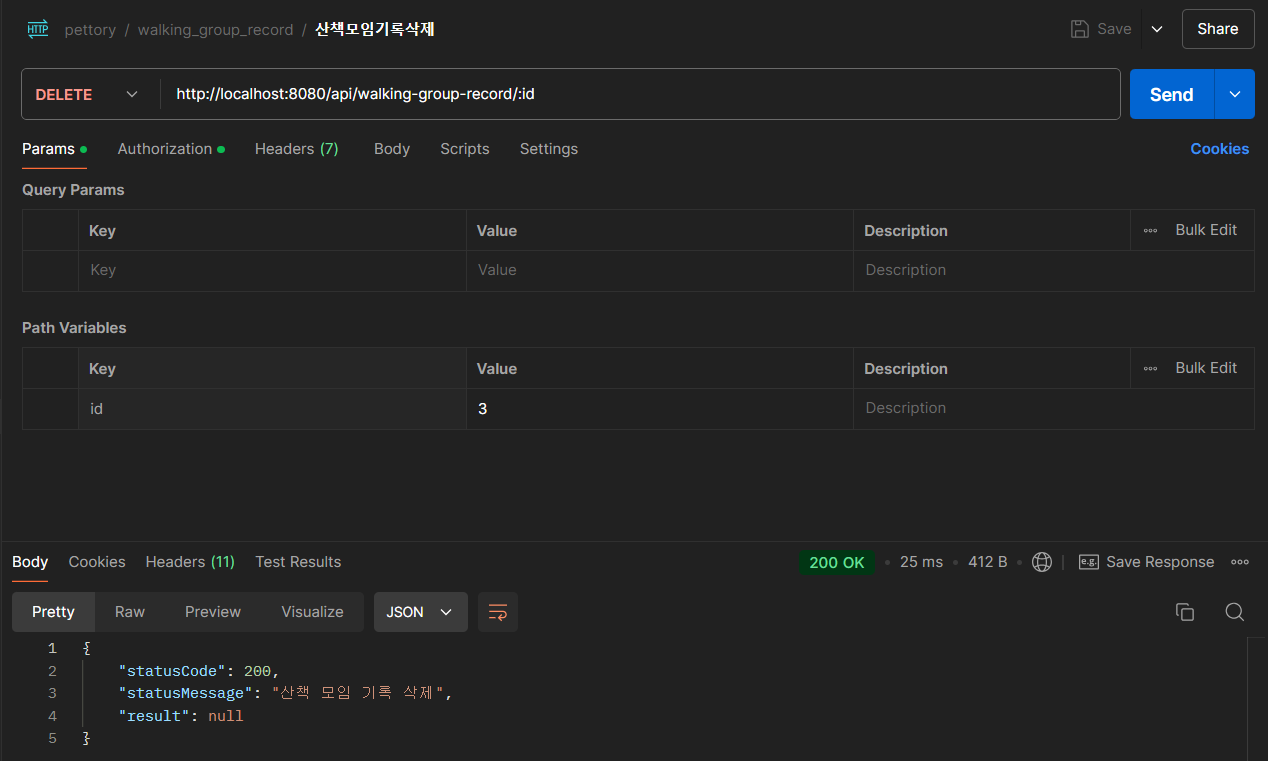 HTTP pettory / walking_group_record / 산책모임기록삭제 Save Share
DELETE http://localhost:8080/api/walking-group-record/:id Send
Params Authorization Headers (7) Body Scripts Settings Cookies
Query Params
Key Value Description Bulk Edit
Key Value Description
Path Variables
Key Value Description Bulk Edit
id 3 Description
Body Cookies Headers (11) Test Results 200 OK 25 ms 412 B e.g. Save Response
Pretty Raw Preview Visualize JSON
1 {
2 "statusCode": 200,
3 "statusMessage": "산책 모임 기록 삭제",
4 "result": null
5 }